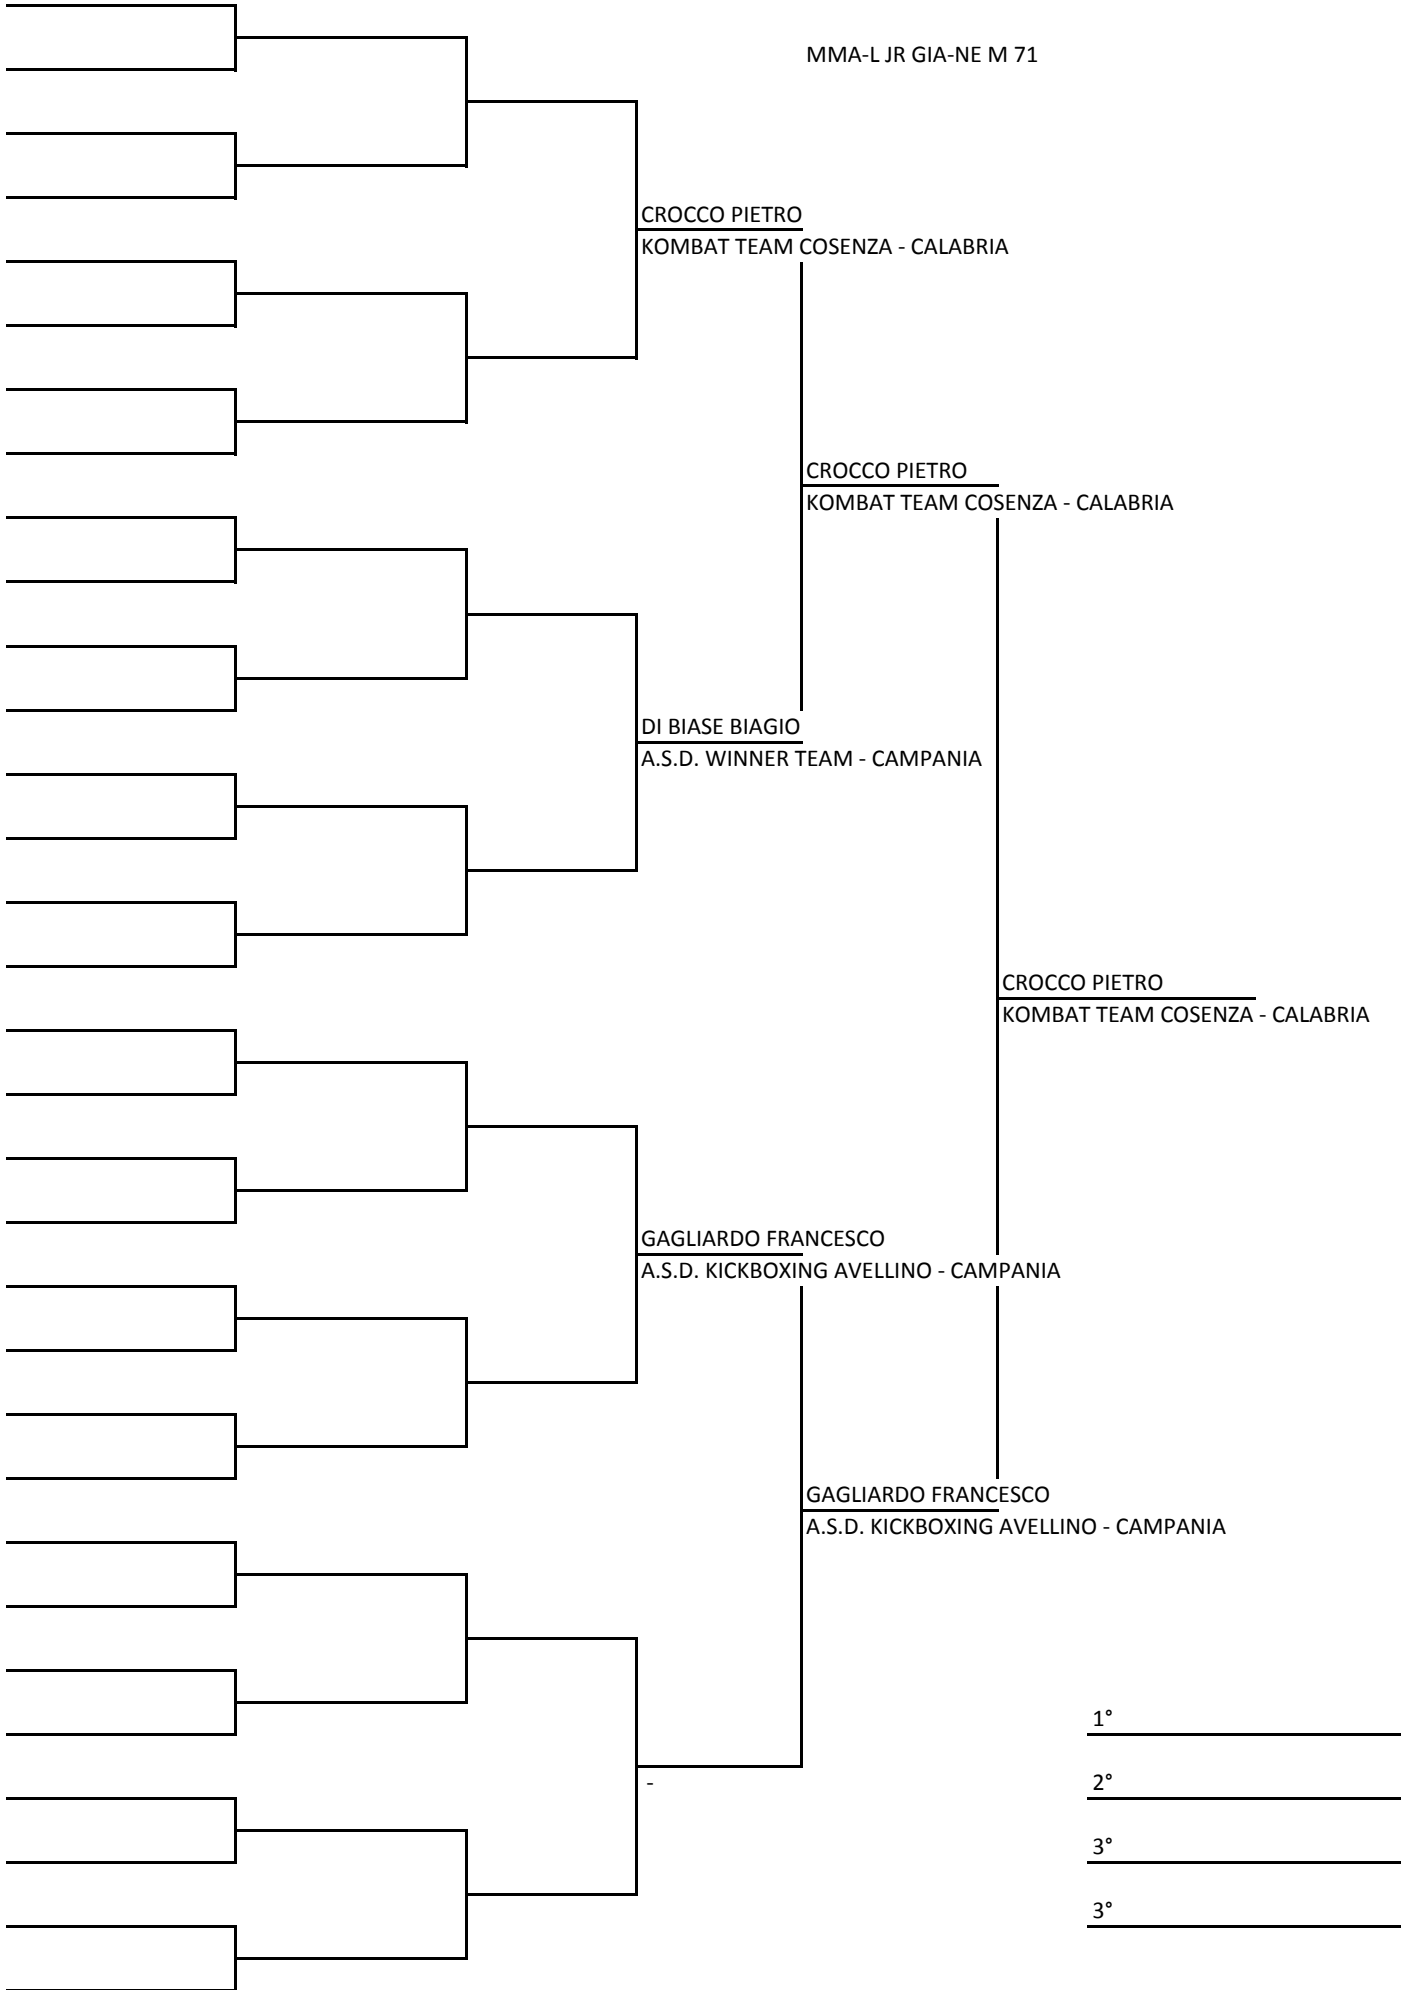 MMA-L JR GIA-NE M 71
CROCCO PIETRO
KOMBAT TEAM COSENZA - CALABRIA
CROCCO PIETRO
KOMBAT TEAM COSENZA - CALABRIA
DI BIASE BIAGIO
A.S.D. WINNER TEAM - CAMPANIA
CROCCO PIETRO
KOMBAT TEAM COSENZA - CALABRIA
GAGLIARDO FRANCESCO
A.S.D. KICKBOXING AVELLINO - CAMPANIA
GAGLIARDO FRANCESCO
A.S.D. KICKBOXING AVELLINO - CAMPANIA
1°
-
2°
3°
3°